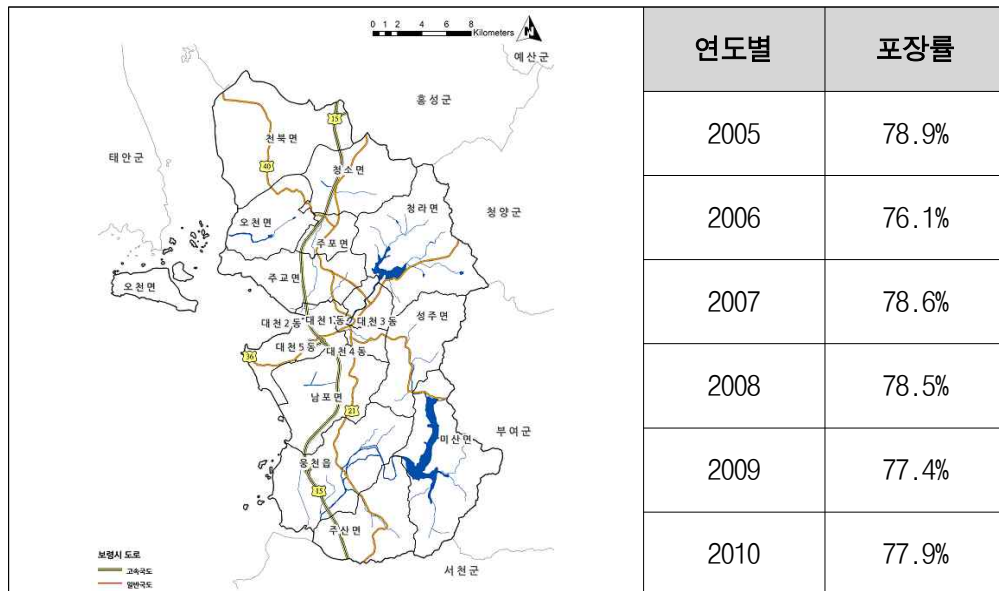 0 1 2 4 6 8
Kilometers
N
예산군
홍성군
15
천북면
태안군
40
청소면
청라면
청양군
오천면
주포면
오천면
주교면
대천2동 대천1동 대천3동
성주면
대천5동
36
대천4동
남포면
21
부여군
미산면
웅천읍
15
주산면
서천군
보령시 도로
고속국도
일반국도
연도별 포장률
2005 78.9%
2006 76.1%
2007 78.6%
2008 78.5%
2009 77.4%
2010 77.9%